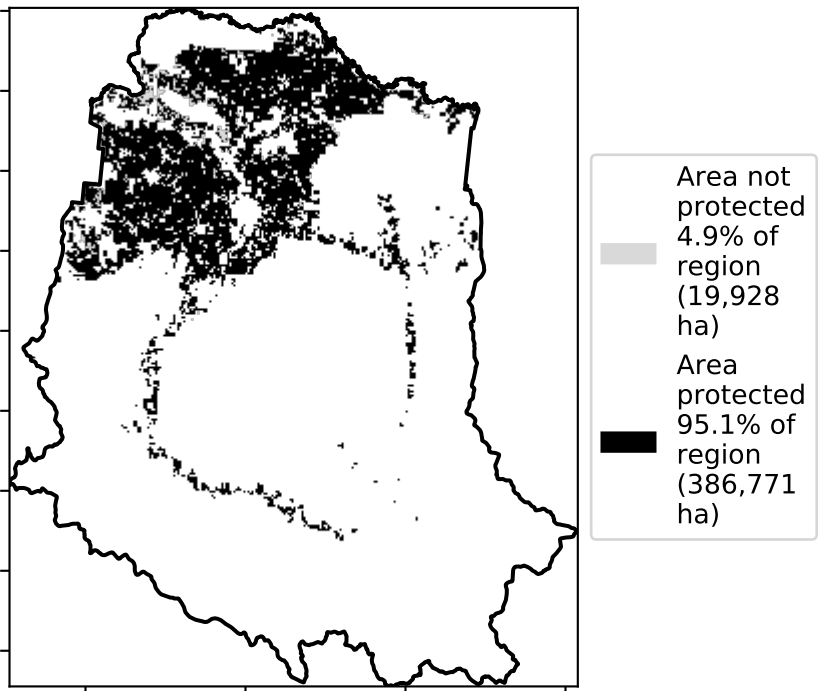 Area not
protected
4.9% of
region
(19,928
ha)
Area
protected
95.1% of
region
(386,771
ha)